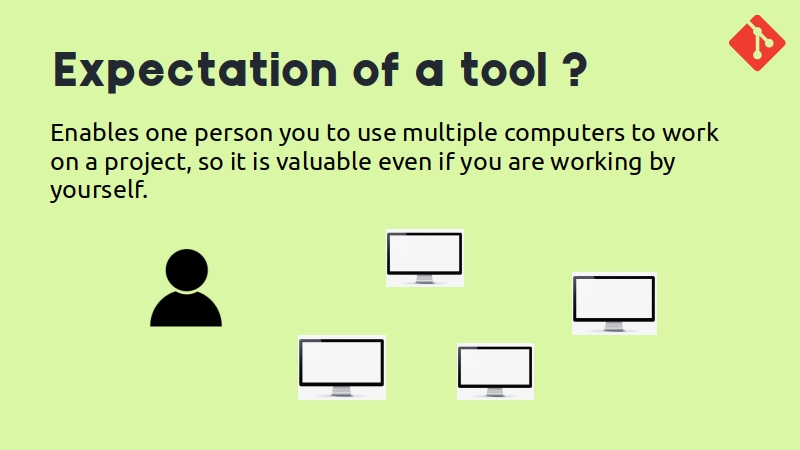 Expectation of a tool ?
Enables one person you to use multiple computers to work
on a project, so it is valuable even if you are working by
yourself.